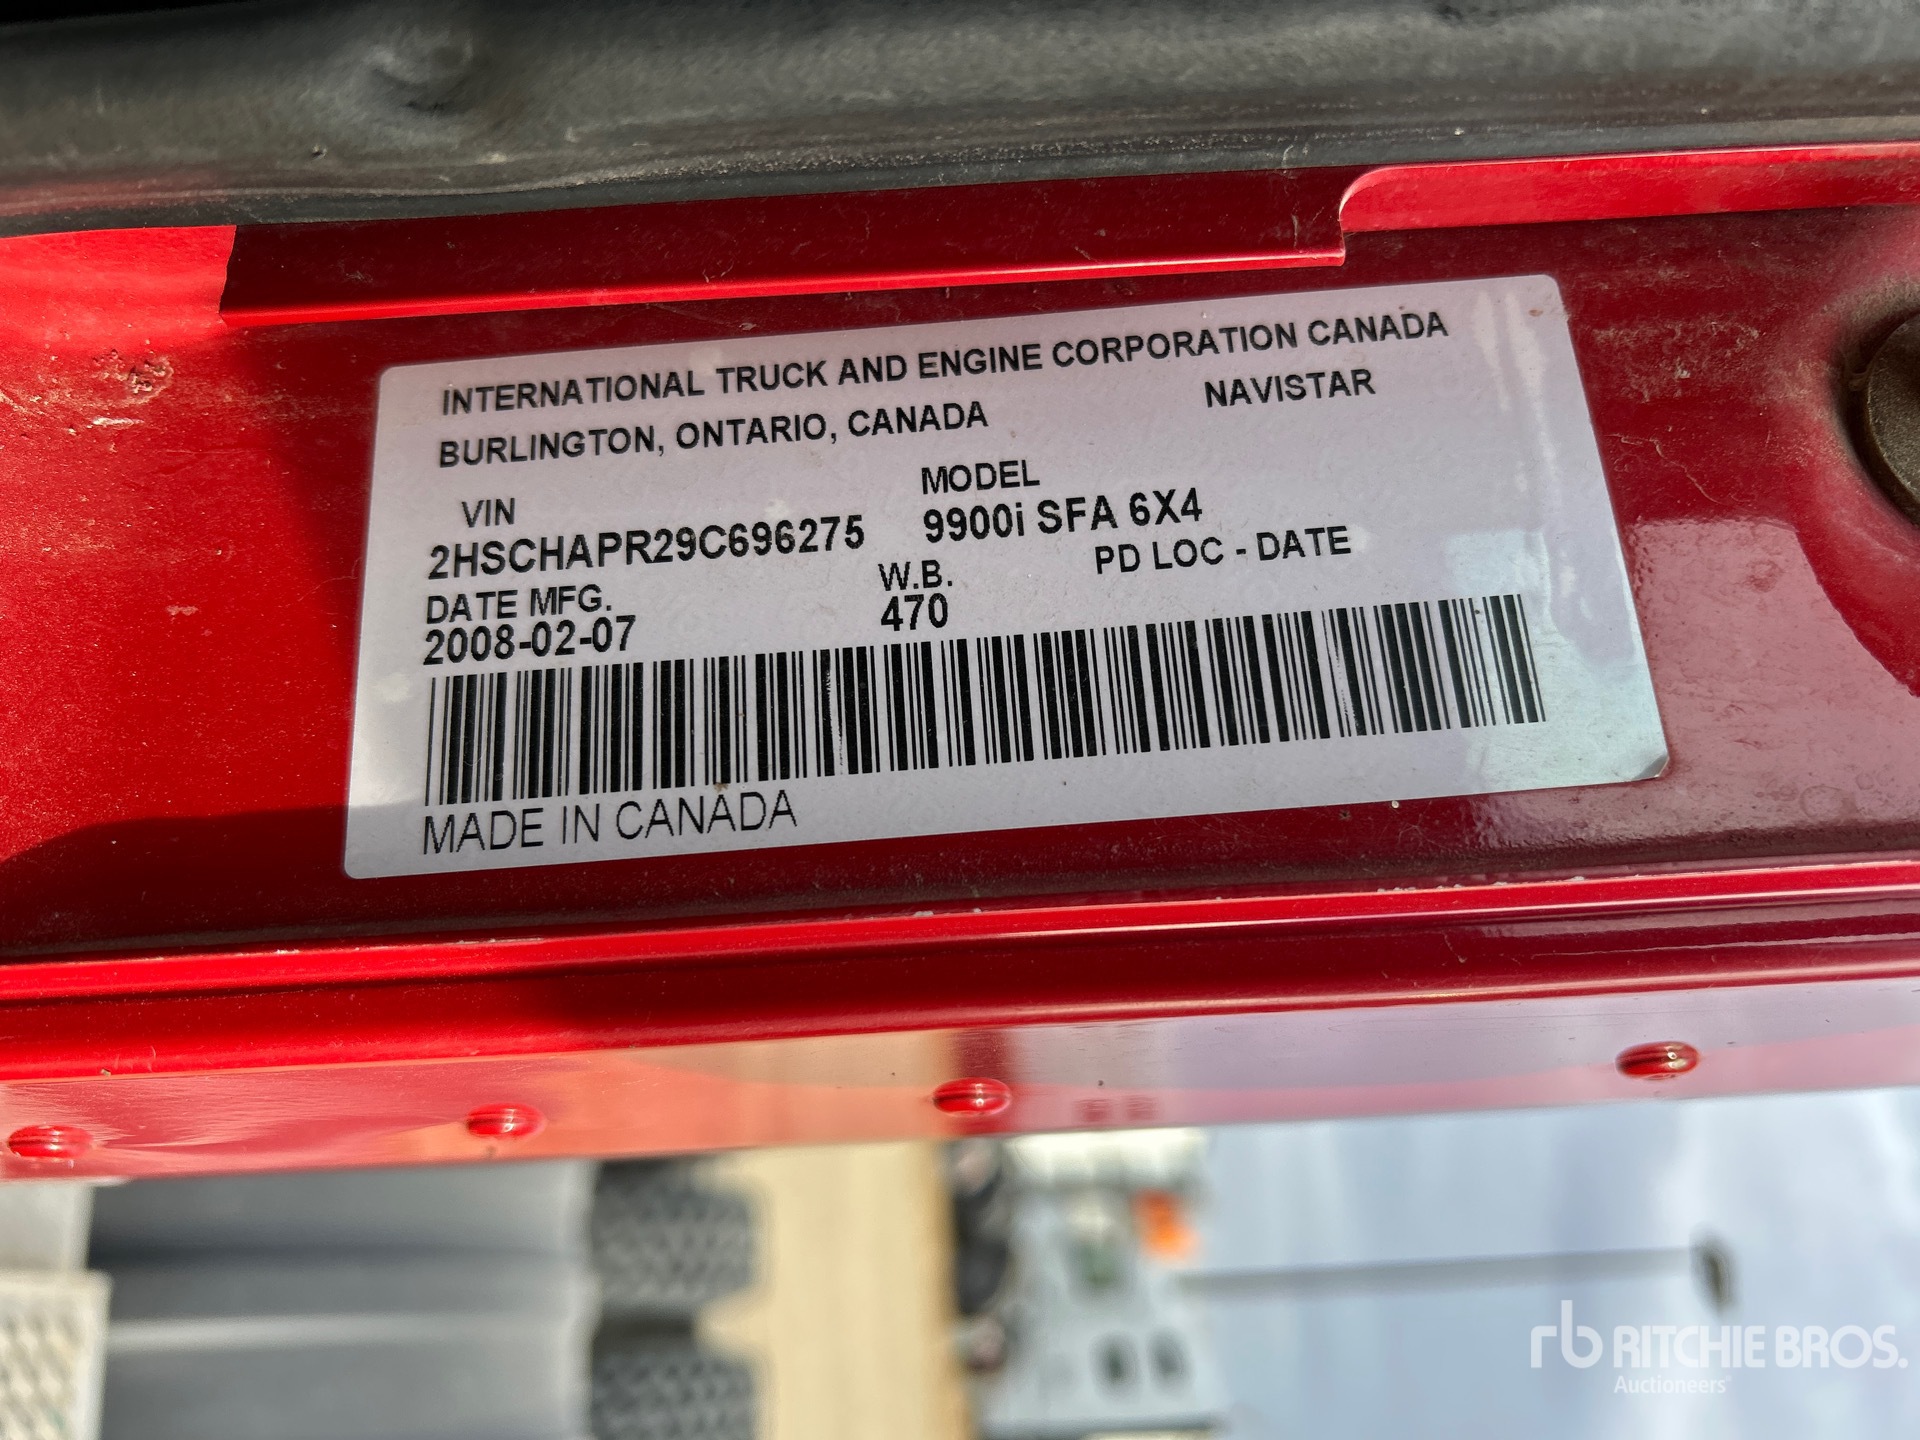 INTERNATIONAL TRUCK AND ENGINE CORPORATION CANADA
BURLINGTON, ONTARIO, CANADA NAVISTAR
VIN MODEL
2HSCHAPR29C696275 9900i SFA 6X4
DATE MFG. W.B. PD LOC - DATE
2008-02-07 470
MADE IN CANADA
rb RITCHIE BROS.
Auctioneers